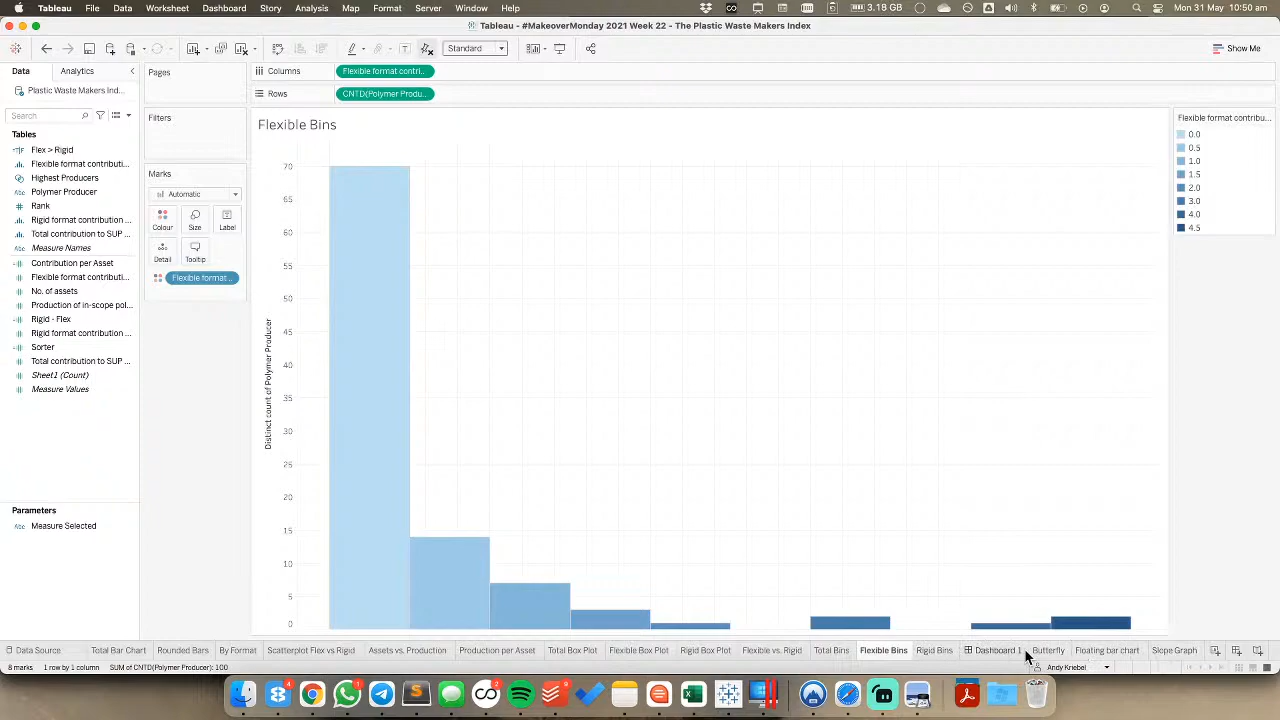 Tableau File Data Worksheet Dashboard Story Analysis Map Format Server Window Help 3.18 GB Mon 31 May 10:50 am
Tableau - #MakeoverMonday 2021 Week 22 - The Plastic Waste Makers Index
Standard
Show Me
Data Analytics
Plastic Waste Makers Ind...
Search
Tables
Flex > Rigid
Flexible format contributi...
Highest Producers
Abc Polymer Producer
# Rank
Rigid format contribution ...
Total contribution to SUP ...
Abc Measure Names
Contribution per Asset
Flexible format contributi...
No. of assets
Production of in-scope pol...
Rigid - Flex
Rigid format contribution ...
Sorter
Total contribution to SUP ...
Sheet1 (Count)
Measure Values
Parameters
Abc Measure Selected
Pages
Filters
Marks
Automatic
Colour Size Label
Detail Tooltip
Flexible format...
Columns Flexible format contri..
Rows CNTD(Polymer Produ..
Flexible Bins
70
65
60
55
50
45
40
35
30
25
20
15
10
5
0
Distinct count of Polymer Producer
Flexible format contribu...
0.0
0.5
1.0
1.5
2.0
3.0
4.0
4.5
Data Source Total Bar Chart Rounded Bars By Format Scatterplot Flex vs Rigid Assets vs. Production Production per Asset Total Box Plot Flexible Box Plot Rigid Box Plot Flexible vs. Rigid Total Bins Flexible Bins Rigid Bins Dashboard 1 Butterfly Floating bar chart Slope Graph
8 marks 1 row by 1 column SUM of CNTD(Polymer Producer): 100 Andy Kriebel
4 1 2 9